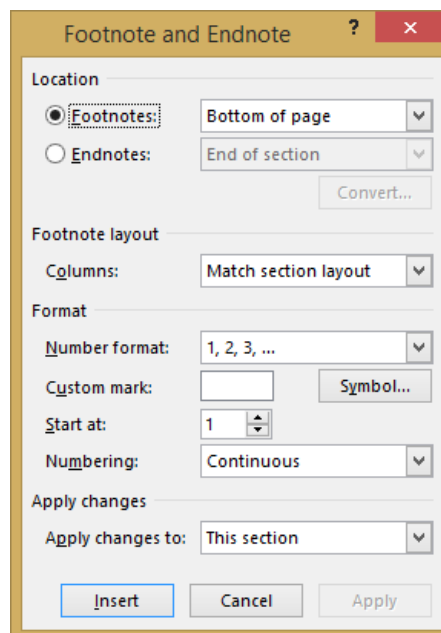 Footnote and Endnote ? ×
Location
Footnotes: Bottom of page
Endnotes: End of section
Convert...
Footnote layout
Columns: Match section layout
Format
Number format: 1, 2, 3, ...
Custom mark: Symbol...
Start at: 1
Numbering: Continuous
Apply changes
Apply changes to: This section
Insert Cancel Apply